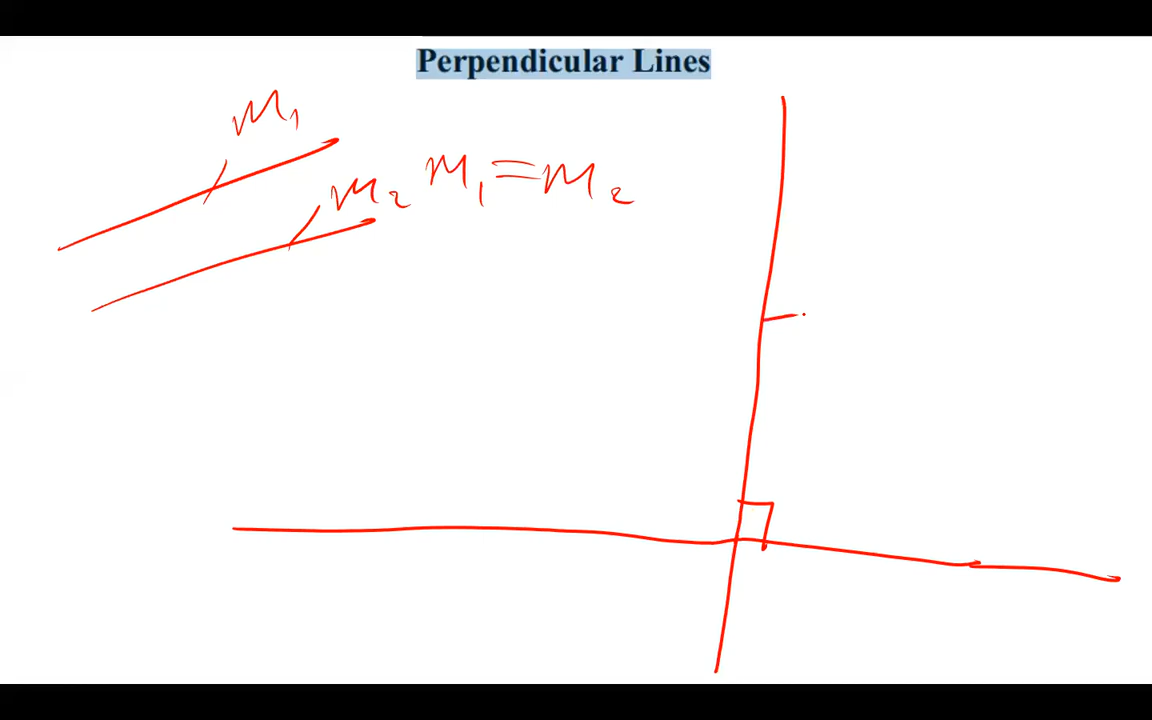 Perpendicular Lines
m₁
m₂ m₁=m₂